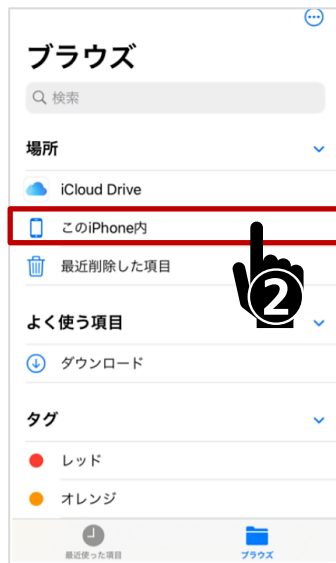 ブラウズ
検索
場所
iCloud Drive
このiPhone内
最近削除した項目
2
よく使う項目
ダウンロード
タグ
レッド
オレンジ
最近使った項目
ブラウズ